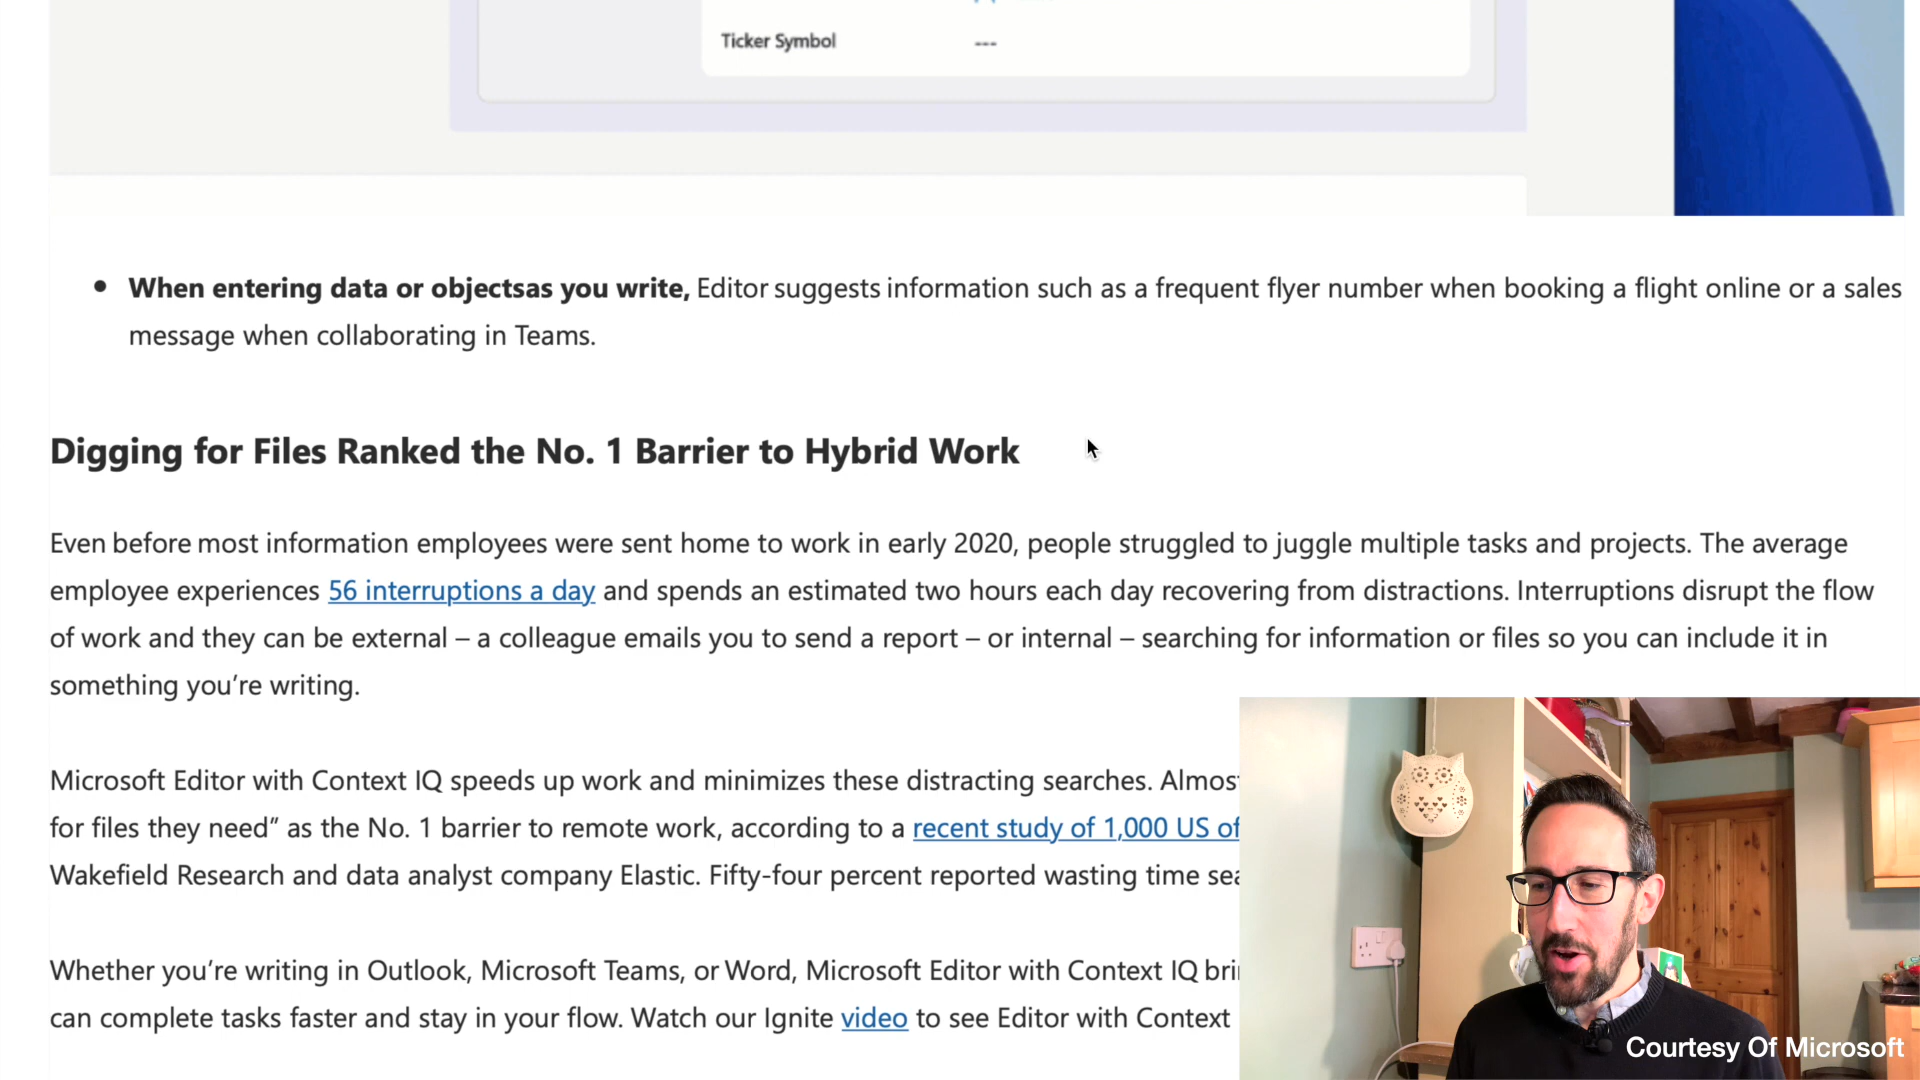 Ticker Symbol ---
• When entering data or objectsas you write, Editor suggests information such as a frequent flyer number when booking a flight online or a sales
message when collaborating in Teams.
Digging for Files Ranked the No. 1 Barrier to Hybrid Work
Even before most information employees were sent home to work in early 2020, people struggled to juggle multiple tasks and projects. The average
employee experiences 56 interruptions a day and spends an estimated two hours each day recovering from distractions. Interruptions disrupt the flow
of work and they can be external – a colleague emails you to send a report – or internal – searching for information or files so you can include it in
something you’re writing.
Microsoft Editor with Context IQ speeds up work and minimizes these distracting searches.
for files they need” as the No. 1 barrier to remote work, according to a recent study of 1,000 US
Wakefield Research and data analyst company Elastic. Fifty-four percent reported wasting time
Whether you’re writing in Outlook, Microsoft Teams, or Word, Microsoft Editor with Context IQ
can complete tasks faster and stay in your flow. Watch our Ignite video to see Editor with Context
Courtesy Of Microsoft